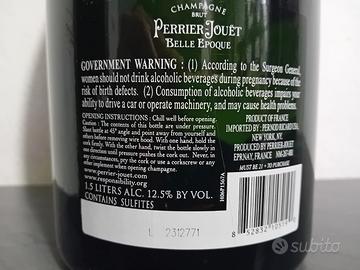 CHAMPAGNE
BRUT
PERRIER-JOUËT
BELLE EPOQUE
GOVERNMENT WARNING : (1) According to the Surgeon General,
women should not drink alcoholic beverages during pregnancy because of the
risk of birth defects. (2) Consumption of alcoholic beverages impairs your
ability to drive a car or operate machinery, and may cause health problems.
OPENING INSTRUCTIONS : Chill well before opening.
Caution : The contents of this bottle are under pressure.
Slant bottle at 45° angle and point away from yourself and
others before removing wire hood. With one hand, hold
the cork firmly. With the other hand, twist the bottle slowly in
one direction until pressure pushes the cork out. Never, in any
circumstances, pry the cork or use a corkscrew or any
other implement when opening champagne.
www.perrier-jouet.com
www.responsibility.org
1.5 LITERS ALC. 12.5% BY VOL.
CONTAINS SULFITES
PRODUCT OF FRANCE
IMPORTED BY : PERNOD RICARD USA,
NEW YORK, NY
PRODUCED BY PERRIER-JOUËT
EPERNAY, FRANCE
MUST BE 21 + TO PURCHASE
L 2312771
subito